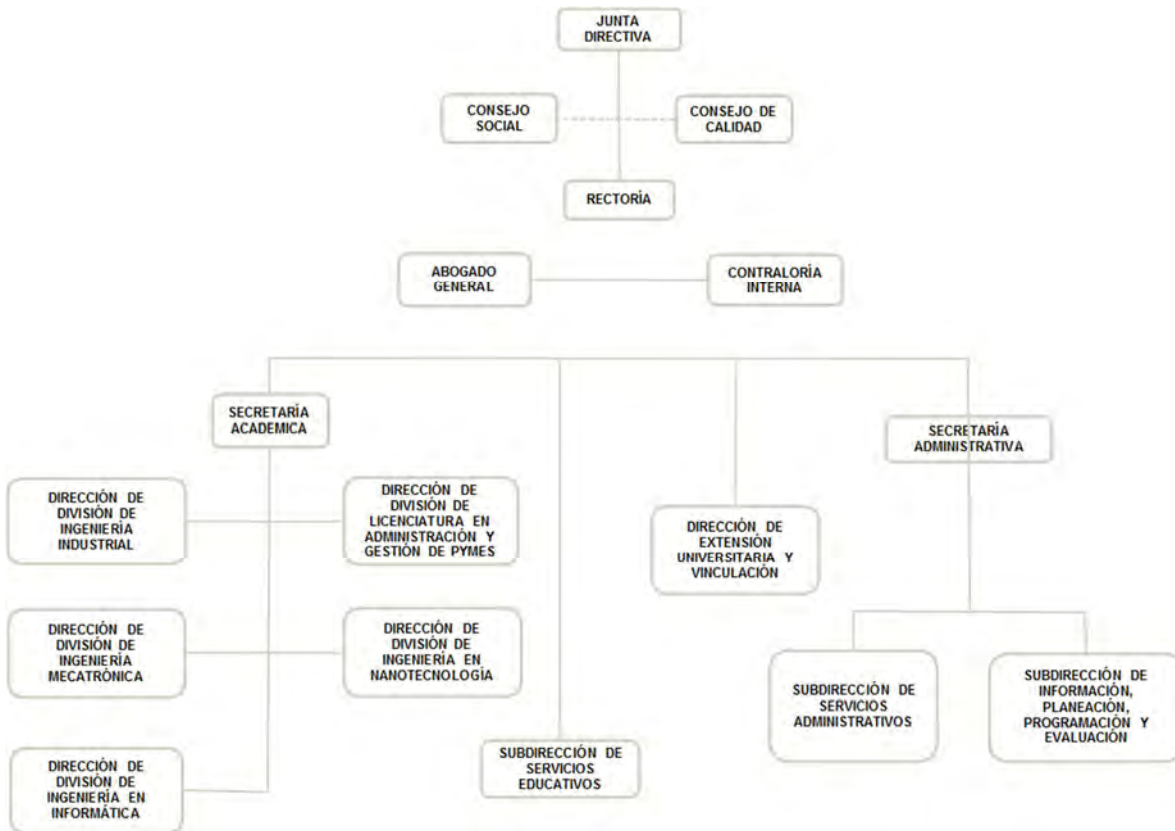 JUNTA
DIRECTIVA
CONSEJO
SOCIAL
CONSEJO DE
CALIDAD
RECTORÍA
ABOGADO
GENERAL
CONTRALORÍA
INTERNA
SECRETARÍA
ACADEMICA
SECRETARÍA
ADMINISTRATIVA
DIRECCIÓN DE
DIVISIÓN DE
INGENIERÍA
INDUSTRIAL
DIRECCIÓN DE
DIVISIÓN DE
LICENCIATURA EN
ADMINISTRACIÓN Y
GESTIÓN DE PYMES
DIRECCIÓN DE
EXTENSIÓN
UNIVERSITARIA Y
VINCULACIÓN
DIRECCIÓN DE
DIVISIÓN DE
INGENIERÍA
MECATRÓNICA
DIRECCIÓN DE
DIVISIÓN DE
INGENIERÍA EN
NANOTECNOLOGÍA
SUBDIRECCIÓN DE
SERVICIOS
ADMINISTRATIVOS
SUBDIRECCIÓN DE
INFORMACIÓN,
PLANEACIÓN,
PROGRAMACIÓN Y
EVALUACIÓN
DIRECCIÓN DE
DIVISIÓN DE
INGENIERÍA EN
INFORMÁTICA
SUBDIRECCIÓN DE
SERVICIOS
EDUCATIVOS